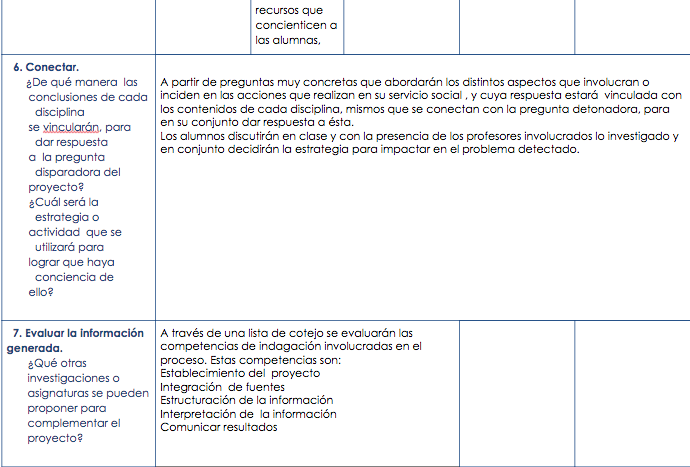 recursos que
concienticen a
las alumnas,
6. Conectar.
¿De qué manera las
conclusiones de cada
disciplina
se vincularán, para
dar respuesta
a la pregunta
disparadora del
proyecto?
¿Cuál será la
estrategia o
actividad que se
utilizará para
lograr que haya
conciencia de
ello?
A partir de preguntas muy concretas que abordarán los distintos aspectos que involucran o
inciden en las acciones que realizan en su servicio social , y cuya respuesta estará vinculada con
los contenidos de cada disciplina, mismos que se conectan con la pregunta detonadora, para
en su conjunto dar respuesta a ésta.
Los alumnos discutirán en clase y con la presencia de los profesores involucrados lo investigado y
en conjunto decidirán la estrategia para impactar en el problema detectado.
7. Evaluar la información
generada.
¿Qué otras
investigaciones o
asignaturas se pueden
proponer para
complementar el
proyecto?
A través de una lista de cotejo se evaluarán las
competencias de indagación involucradas en el
proceso. Estas competencias son:
Establecimiento del proyecto
Integración de fuentes
Estructuración de la información
Interpretación de la información
Comunicar resultados